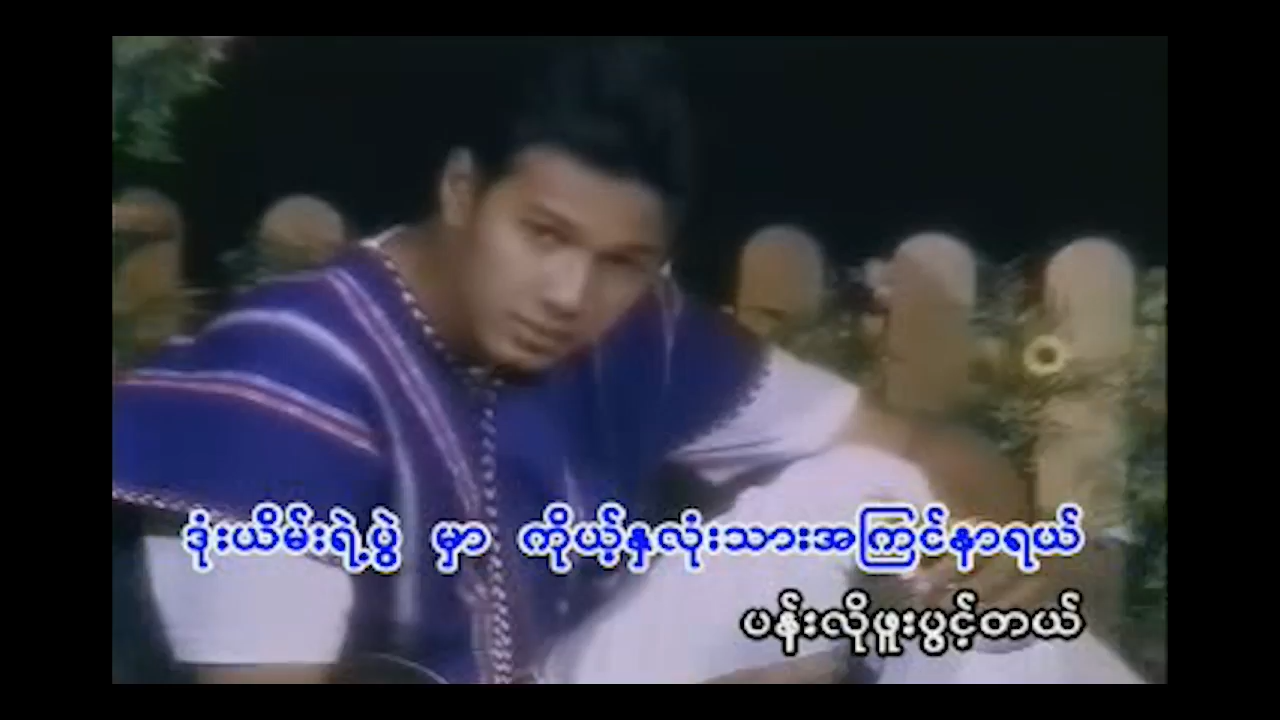 ဒုံးယိမ်းရဲ့ပွဲ မှာ ကိုယ့်နှလုံးသားအကြင်နာရယ်
ပန်းလိုဖူးပွင့်တယ်